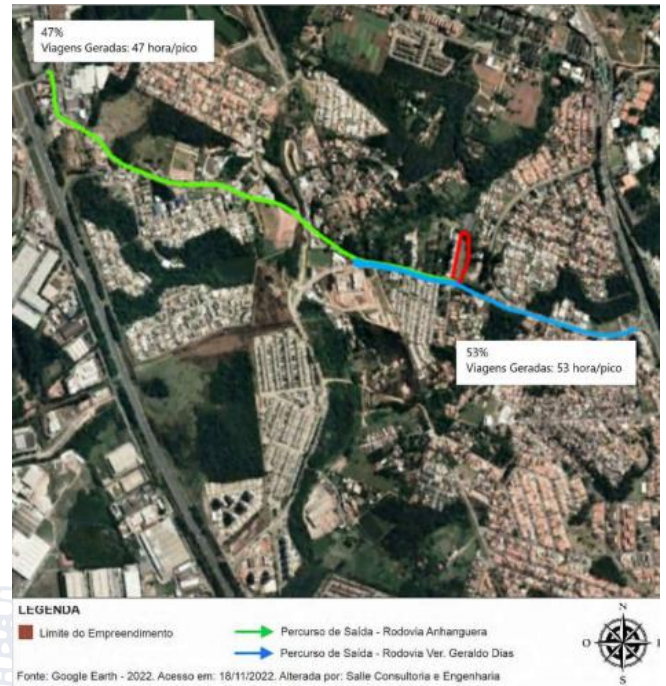 47%
Viagens Geradas: 47 hora/pico
53%
Viagens Geradas: 53 hora/pico
LEGENDA
Limite do Empreendimento
Percurso de Saída - Rodovia Anhanguera
Percurso de Saída - Rodovia Ver. Geraldo Dias
N
O
E
S
Fonte: Google Earth - 2022. Acesso em: 18/11/2022. Alterada por: Salle Consultoria e Engenharia